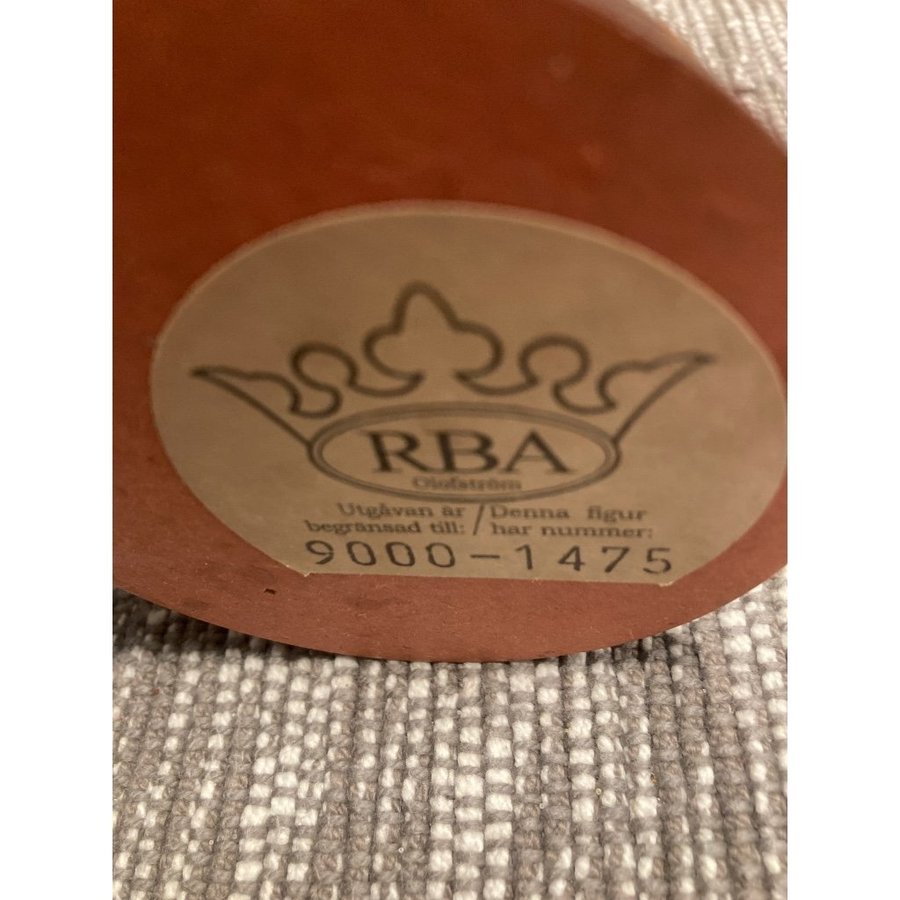 RBA
Olofström
Utgåvan är / Denna figur
begränsad till: / har nummer:
9000-1475